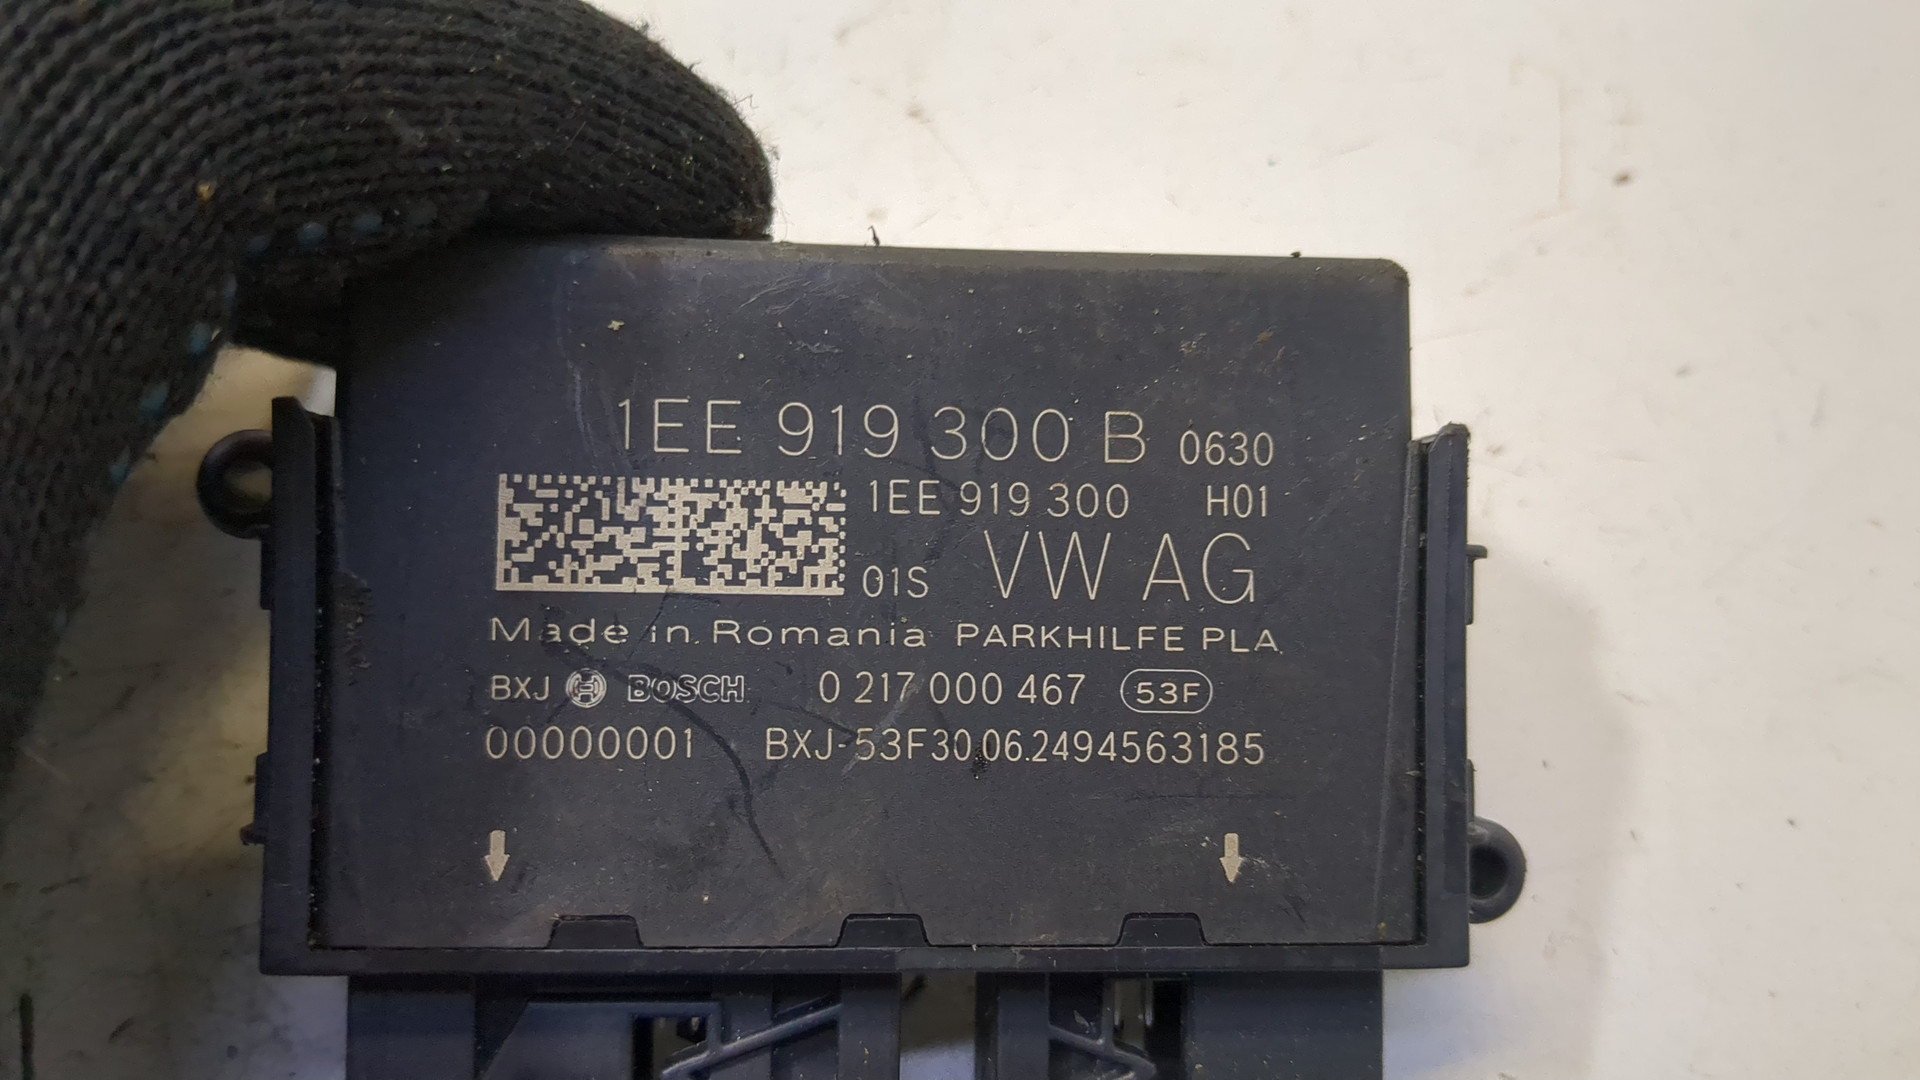 1EE 919 300 B 0630
1EE 919 300 H01
01S VW AG
Made in Romania PARKHILFE PLA
BXJ BOSCH 0 217 000 467 53F
00000001 BXJ-53F30.06.2494563185